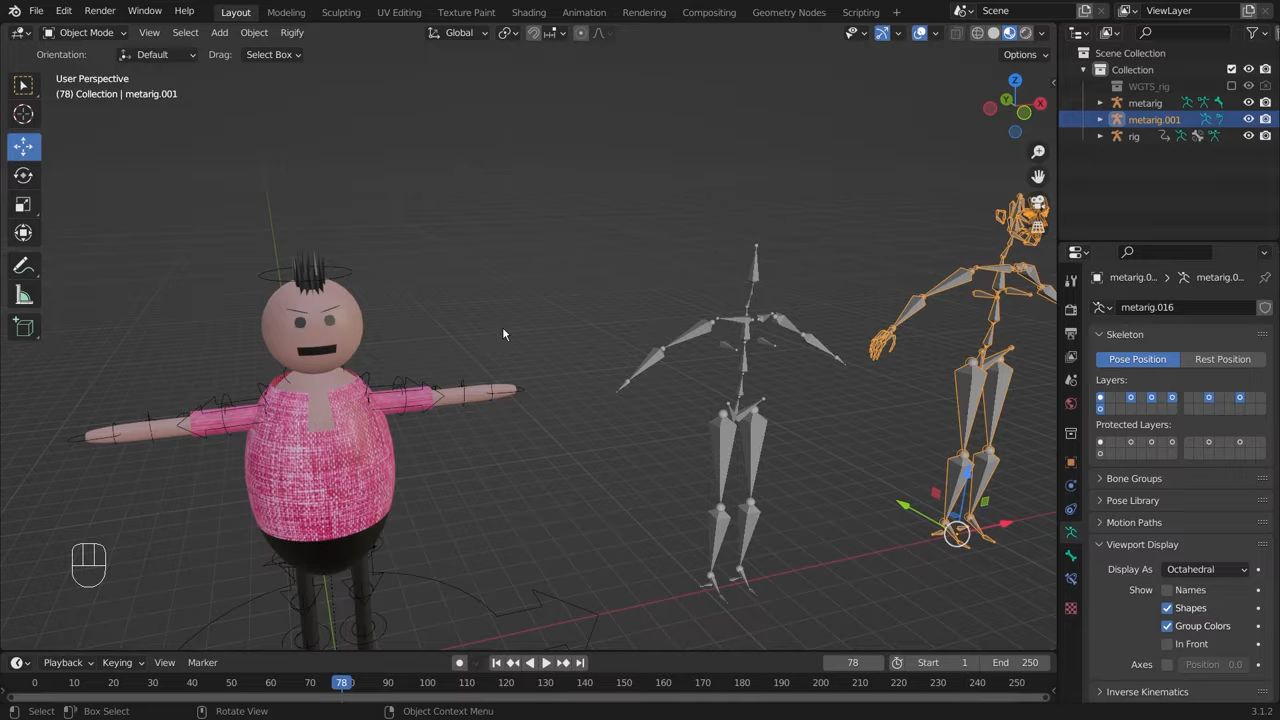 File Edit Render Window Help Layout Modeling Sculpting UV Editing Texture Paint Shading Animation Rendering Compositing Geometry Nodes Scripting + Scene ViewLayer
Object Mode View Select Add Object Rigify Global
Orientation: Default Drag: Select Box Options
User Perspective
(78) Collection | metarig.001
Z
Y
X
Scene Collection
Collection
WGTS_rig
metarig
metarig.001
rig
metarig.0... metarig.0...
metarig.016
Skeleton
Pose Position Rest Position
Layers:
Protected Layers:
Bone Groups
Pose Library
Motion Paths
Viewport Display
Display As Octahedral
Show Names
Shapes
Group Colors
In Front
Axes Position 0.0
Inverse Kinematics
Playback Keying View Marker 78 Start 1 End 250
0 10 20 30 40 50 60 70 78 90 100 110 120 130 140 150 160 170 180 190 200 210 220 230 240 250
Select Box Select Rotate View Object Context Menu 3.1.2